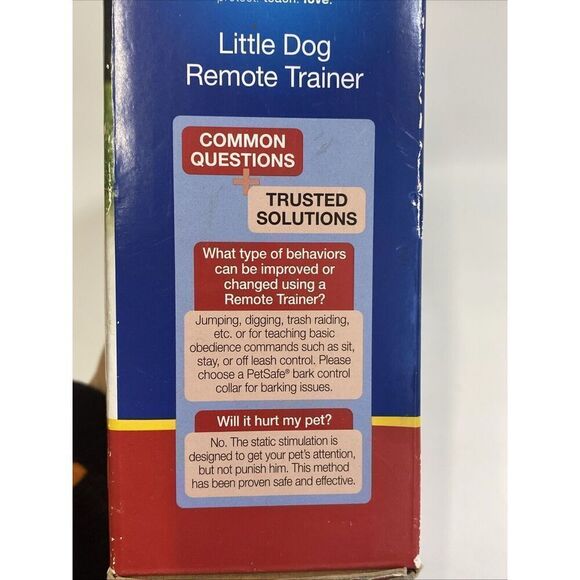 protect. teach. love.
Little Dog
Remote Trainer
COMMON
QUESTIONS
+
TRUSTED
SOLUTIONS
What type of behaviors
can be improved or
changed using a
Remote Trainer?
Jumping, digging, trash raiding,
etc. or for teaching basic
obedience commands such as sit,
stay, or off leash control. Please
choose a PetSafe® bark control
collar for barking issues.
Will it hurt my pet?
No. The static stimulation is
designed to get your pet's attention,
but not punish him. This method
has been proven safe and effective.